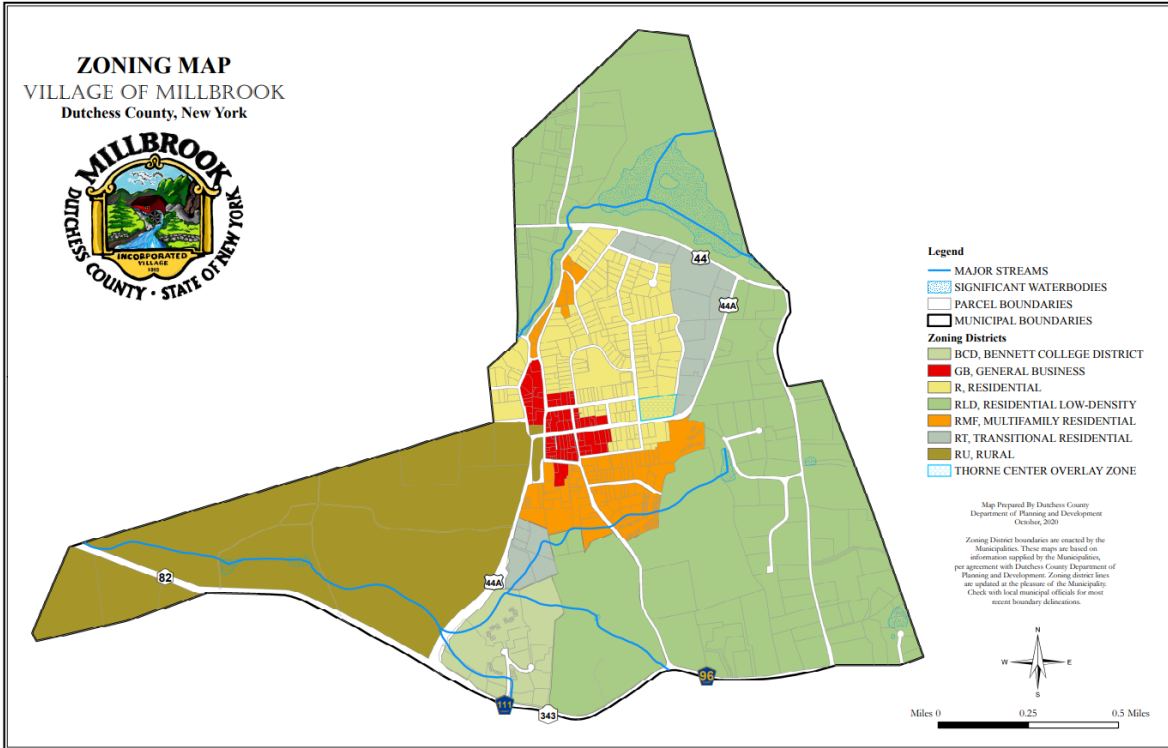 ZONING MAP
VILLAGE OF MILLBROOK
Dutchess County, New York
MILLBROOK
DUTCHESS COUNTY · STATE OF NEW YORK
INCORPORATED
VILLAGE
44
44A
82
44A
96
111
343
Legend
MAJOR STREAMS
SIGNIFICANT WATERBODIES
PARCEL BOUNDARIES
MUNICIPAL BOUNDARIES
Zoning Districts
BCD, BENNETT COLLEGE DISTRICT
GB, GENERAL BUSINESS
R, RESIDENTIAL
RLD, RESIDENTIAL LOW-DENSITY
RMF, MULTIFAMILY RESIDENTIAL
RT, TRANSITIONAL RESIDENTIAL
RU, RURAL
THORNE CENTER OVERLAY ZONE
Map Prepared By Dutchess County
Department of Planning and Development
October, 2020
Zoning District boundaries are enacted by the
Municipalities. These maps are based on
information supplied by the Municipalities,
per agreement with Dutchess County Department of
Planning and Development. Zoning district lines
are updated at the pleasure of the Municipality.
Check with local municipal officials for most
recent boundary delineations.
N
W E
S
Miles 0 0.25 0.5 Miles